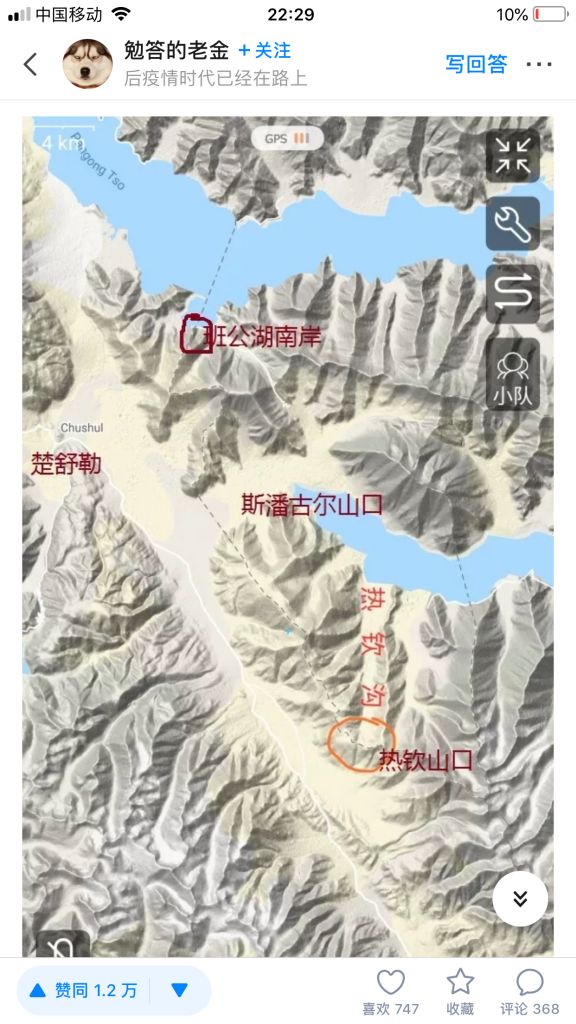 中国移动
22:29
10%
勉答的老金
+关注
后疫情时代已经在路上
写回答
4 km
Pangong Tso
GPS
班公湖南岸
小队
Chushul
楚舒勒
斯潘古尔山口
热钦沟
热钦山口
赞同 1.2 万
喜欢 747
收藏
评论 368